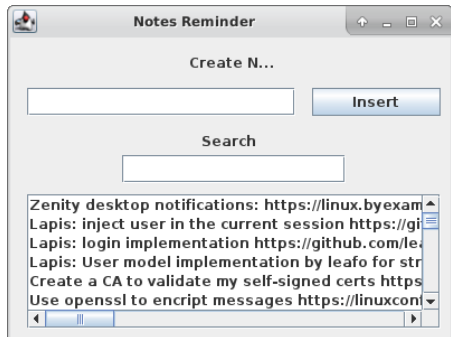 Notes Reminder
Create N...
Insert
Search
Zenity desktop notifications: https://linux.byexam
Lapis: inject user in the current session https://gi
Lapis: login implementation https://github.com/lea
Lapis: User model implementation by leafo for str
Create a CA to validate my self-signed certs https
Use openssl to encript messages https://linuxconf